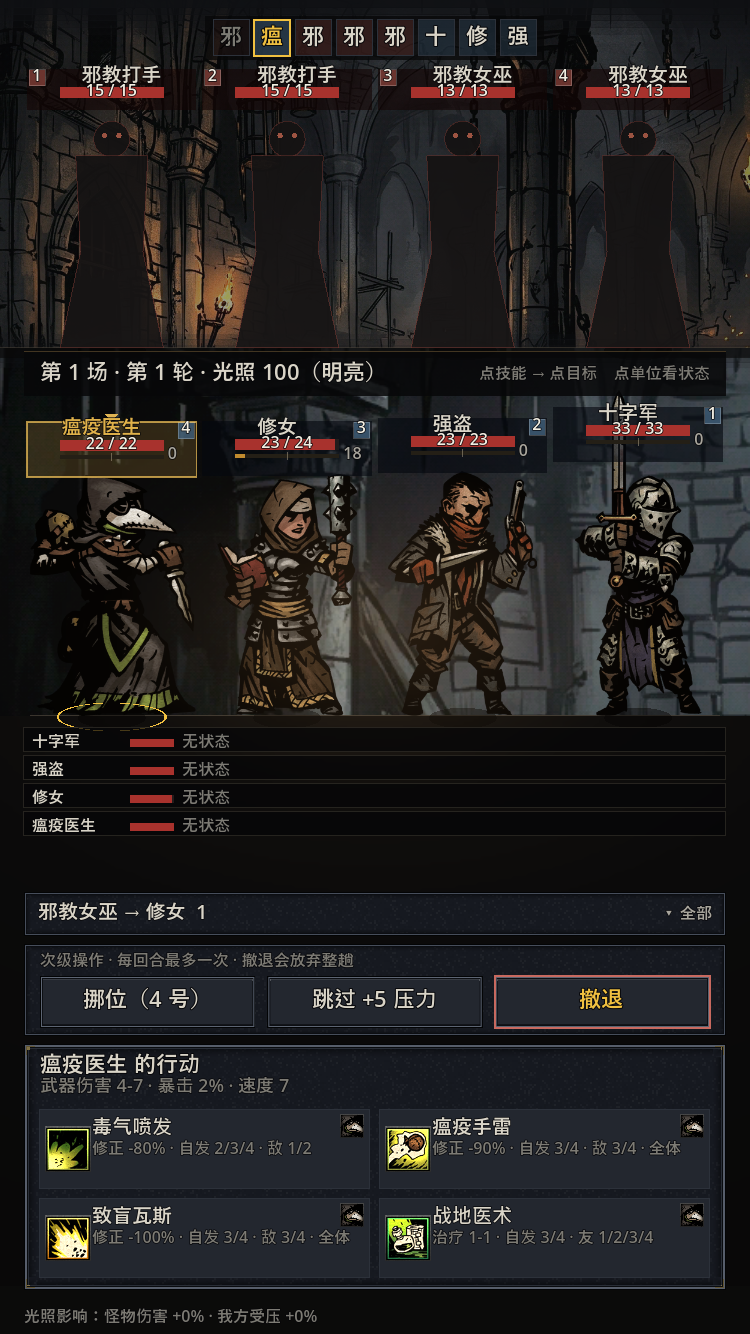 邪 瘟 邪 邪 邪 十 修 强
1 邪教打手 2 邪教打手 3 邪教女巫 4 邪教女巫
15 / 15 15 / 15 13 / 13 13 / 13
第 1 场 · 第 1 轮 · 光照 100（明亮） 点技能 → 点目标 点单位看状态
瘟疫医生 4 修女 3 强盗 2 十字军 1
22 / 22 0 23 / 24 18 23 / 23 0 33 / 33 0
十字军 无状态
强盗 无状态
修女 无状态
瘟疫医生 无状态
邪教女巫 → 修女 1 ▾ 全部
次级操作 · 每回合最多一次 · 撤退会放弃整趟
挪位（4 号） 跳过 +5 压力 撤退
瘟疫医生 的行动
武器伤害 4-7 · 暴击 2% · 速度 7
毒气喷发
修正 -80% · 自发 2/3/4 · 敌 1/2
瘟疫手雷
修正 -90% · 自发 3/4 · 敌 3/4 · 全体
致盲瓦斯
修正 -100% · 自发 3/4 · 敌 3/4 · 全体
战地医术
治疗 1-1 · 自发 3/4 · 友 1/2/3/4
光照影响：怪物伤害 +0% · 我方受压 +0%